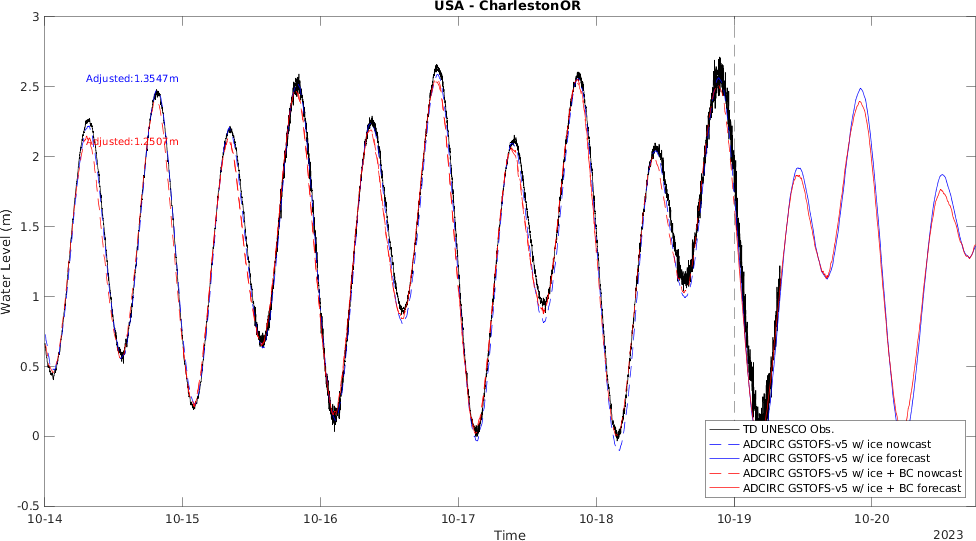 USA - CharlestonOR
3
2.5
2
1.5
1
0.5
0
-0.5
Water Level (m)
Adjusted:1.3547m
Adjusted:1.2507m
TD UNESCO Obs.
ADCIRC GSTOFS-v5 w/ ice nowcast
ADCIRC GSTOFS-v5 w/ ice forecast
ADCIRC GSTOFS-v5 w/ ice + BC nowcast
ADCIRC GSTOFS-v5 w/ ice + BC forecast
10-14 10-15 10-16 10-17 10-18 10-19 10-20
Time
2023